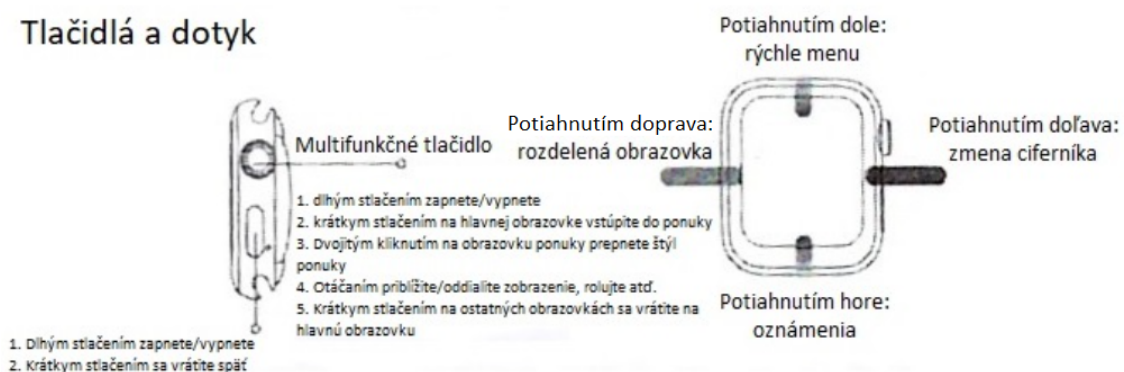 Tlačidlá a dotyk
Potiahnutím dole:
rýchle menu
Multifunkčné tlačidlo
1. dlhým stlačením zapnete/vypnete
2. krátkym stlačením na hlavnej obrazovke vstúpite do ponuky
3. Dvojitým kliknutím na obrazovku ponuky prepnete štýl
ponuky
4. Otáčaním priblížite/oddialite zobrazenie, rolujte atď.
5. Krátkym stlačením na ostatných obrazovkách sa vrátite na
hlavnú obrazovku
1. Dlhým stlačením zapnete/vypnete
2. Krátkym stlačením sa vrátite späť
Potiahnutím doprava:
rozdelená obrazovka
Potiahnutím doľava:
zmena ciferníka
Potiahnutím hore:
oznámenia